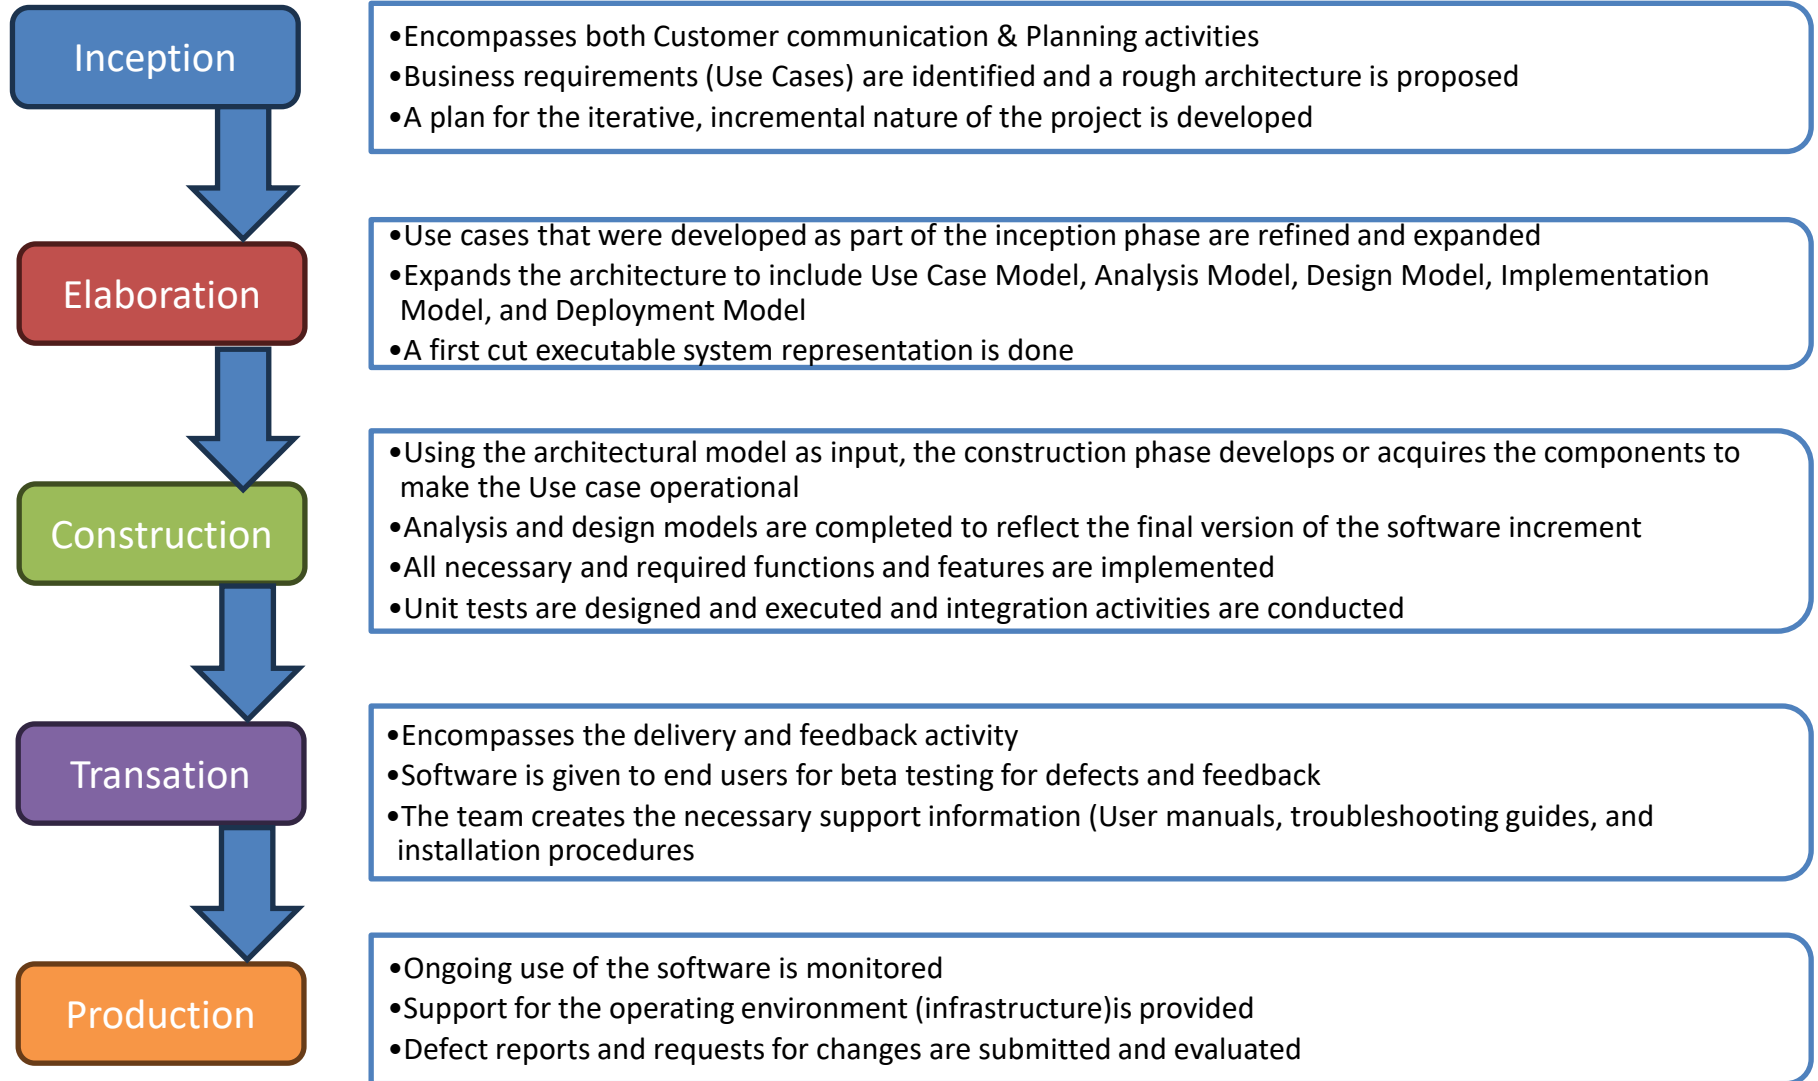 Inception
•Encompasses both Customer communication & Planning activities
•Business requirements (Use Cases) are identified and a rough architecture is proposed
•A plan for the iterative, incremental nature of the project is developed
Elaboration
•Use cases that were developed as part of the inception phase are refined and expanded
•Expands the architecture to include Use Case Model, Analysis Model, Design Model, Implementation
Model, and Deployment Model
•A first cut executable system representation is done
Construction
•Using the architectural model as input, the construction phase develops or acquires the components to
make the Use case operational
•Analysis and design models are completed to reflect the final version of the software increment
•All necessary and required functions and features are implemented
•Unit tests are designed and executed and integration activities are conducted
Transation
•Encompasses the delivery and feedback activity
•Software is given to end users for beta testing for defects and feedback
•The team creates the necessary support information (User manuals, troubleshooting guides, and
installation procedures
Production
•Ongoing use of the software is monitored
•Support for the operating environment (infrastructure)is provided
•Defect reports and requests for changes are submitted and evaluated